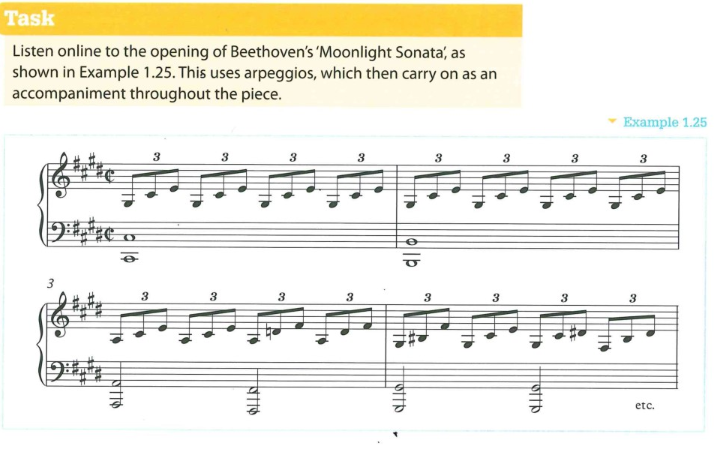 Task
Listen online to the opening of Beethoven's 'Moonlight Sonata', as
shown in Example 1.25. This uses arpeggios, which then carry on as an
accompaniment throughout the piece.
Example 1.25
3 3 3 3 3 3 3 3
3
3 3 3 3 3 3 3
etc.